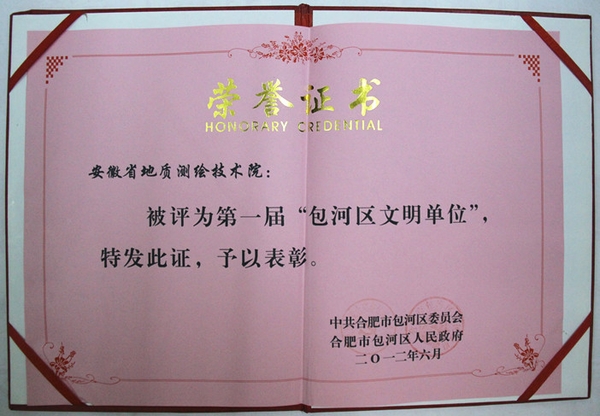 荣誉证书
HONORARY CREDENTIAL
安徽省地质测绘技术院：
被评为第一届“包河区文明单位”，
特发此证，予以表彰。
中共合肥市包河区委员会
合肥市包河区人民政府
二〇一二年六月